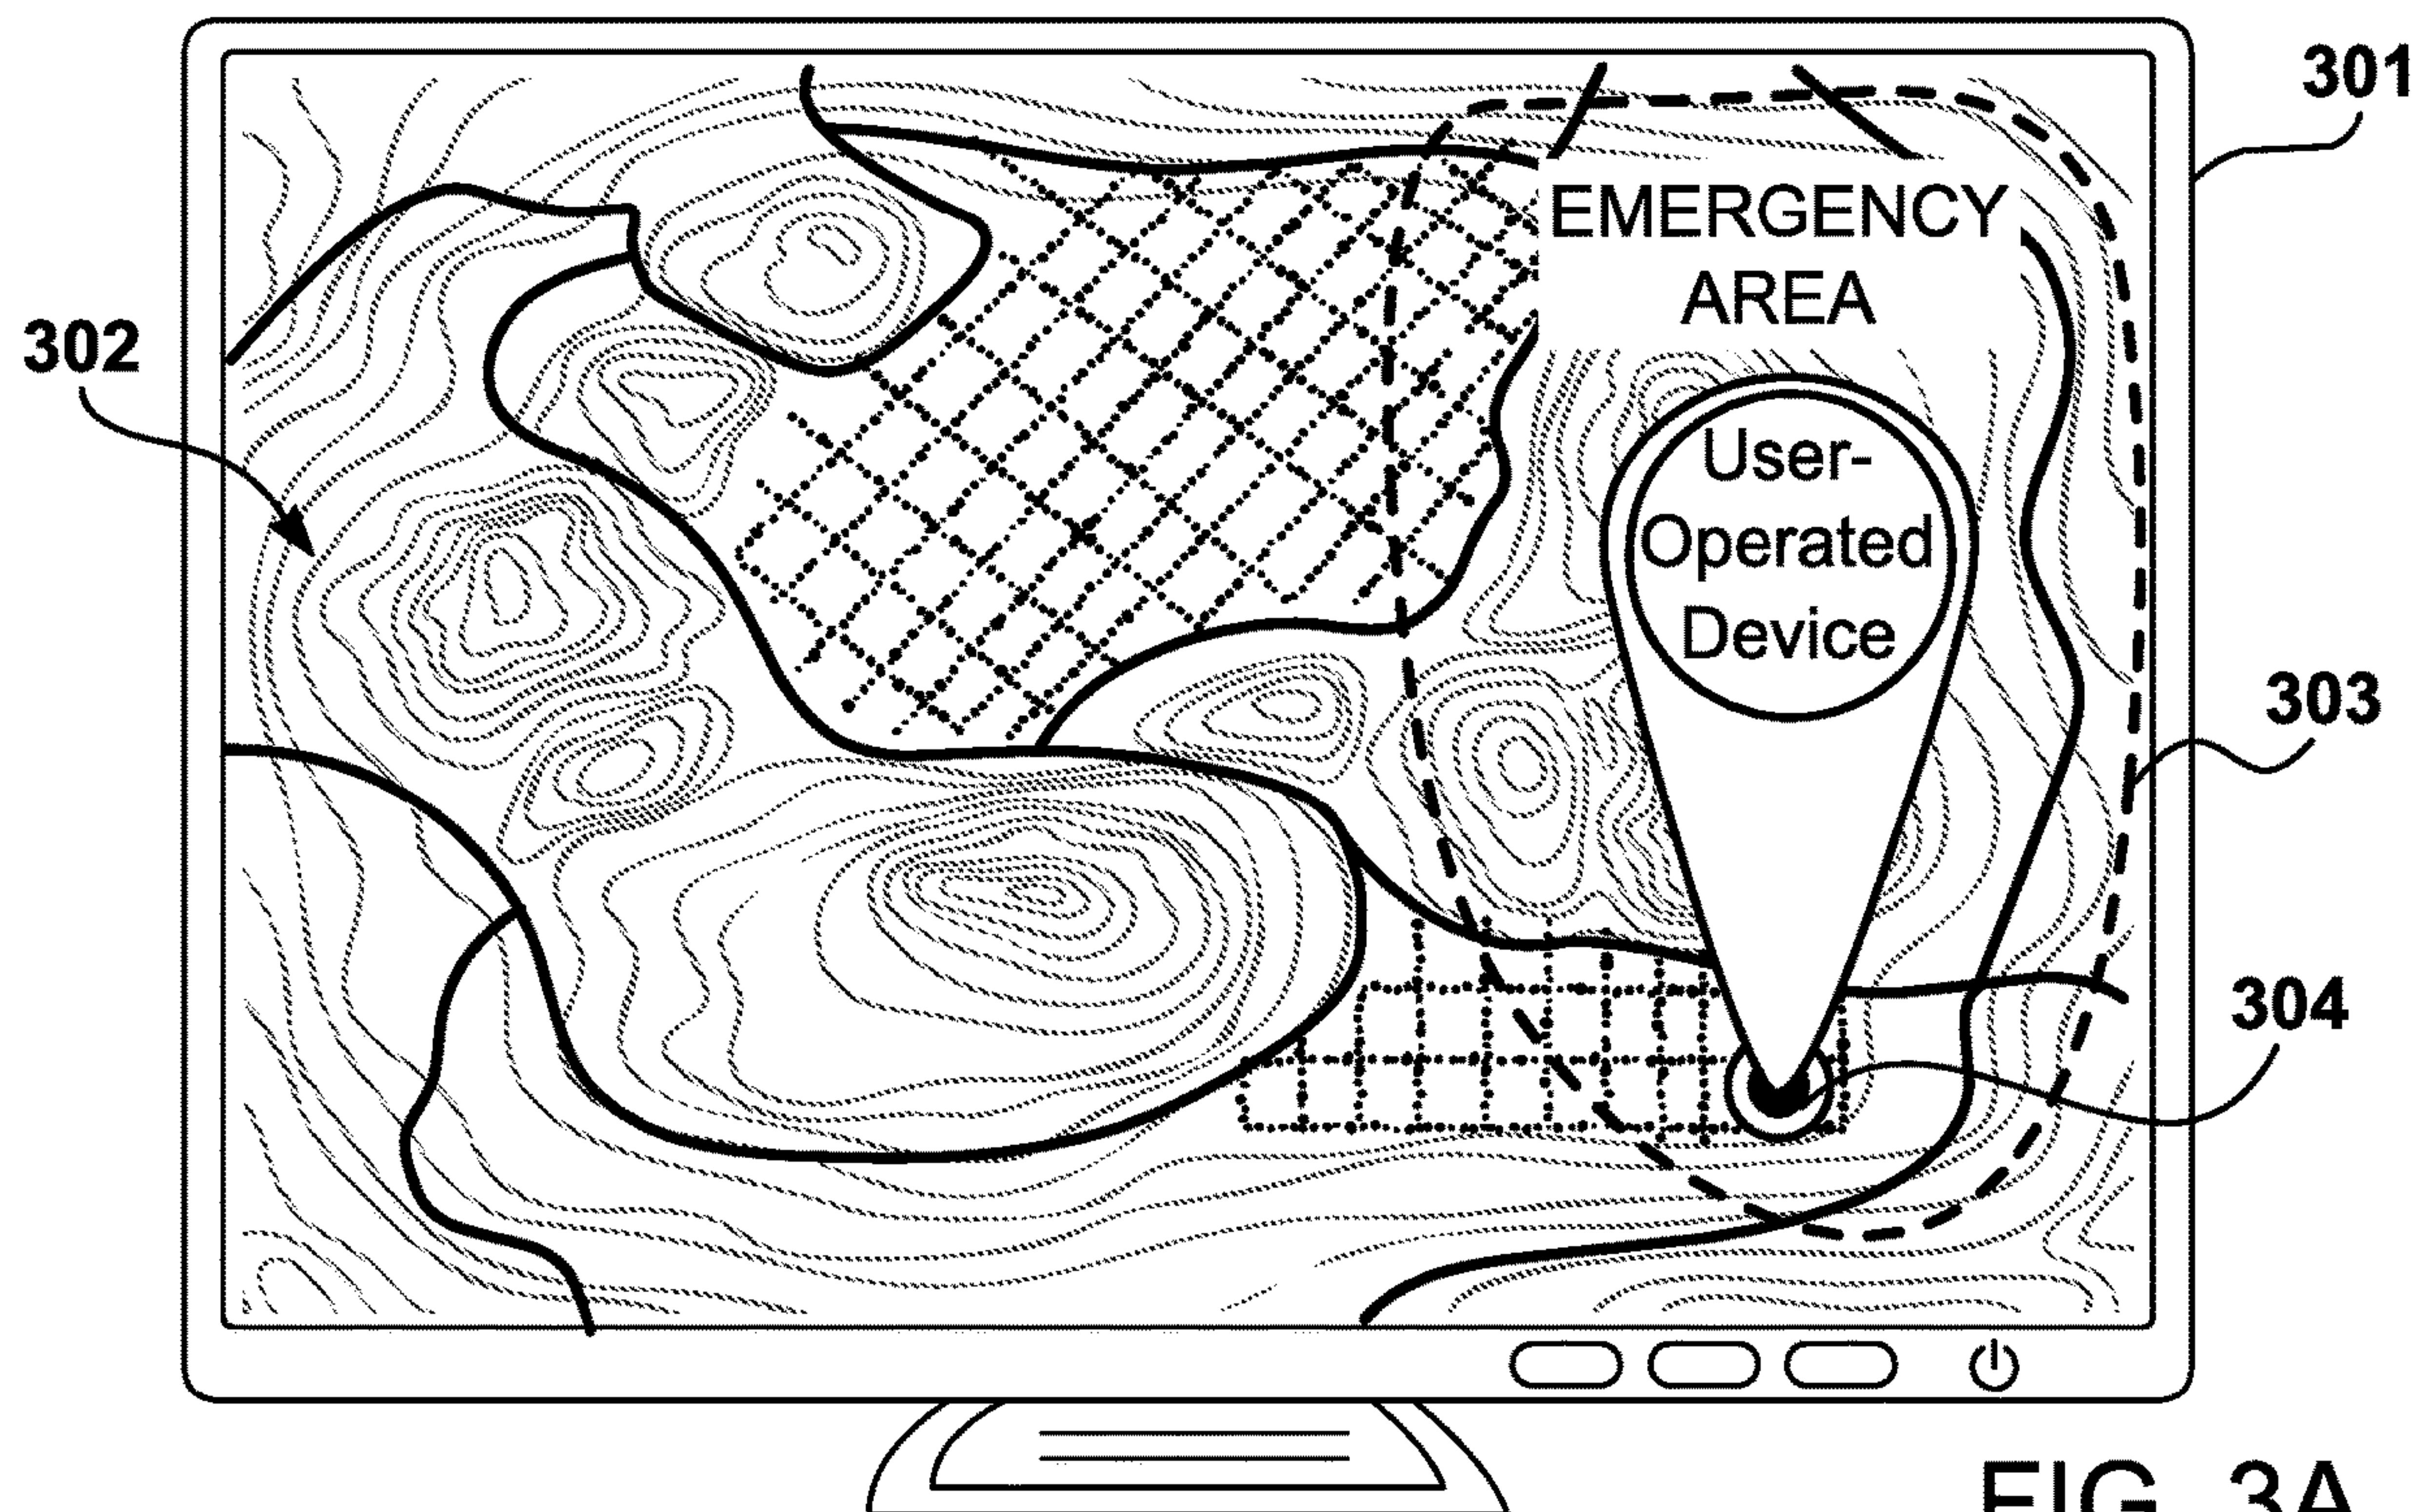 301
EMERGENCY
AREA
302
User-
Operated
Device
303
304
FIG. 3A